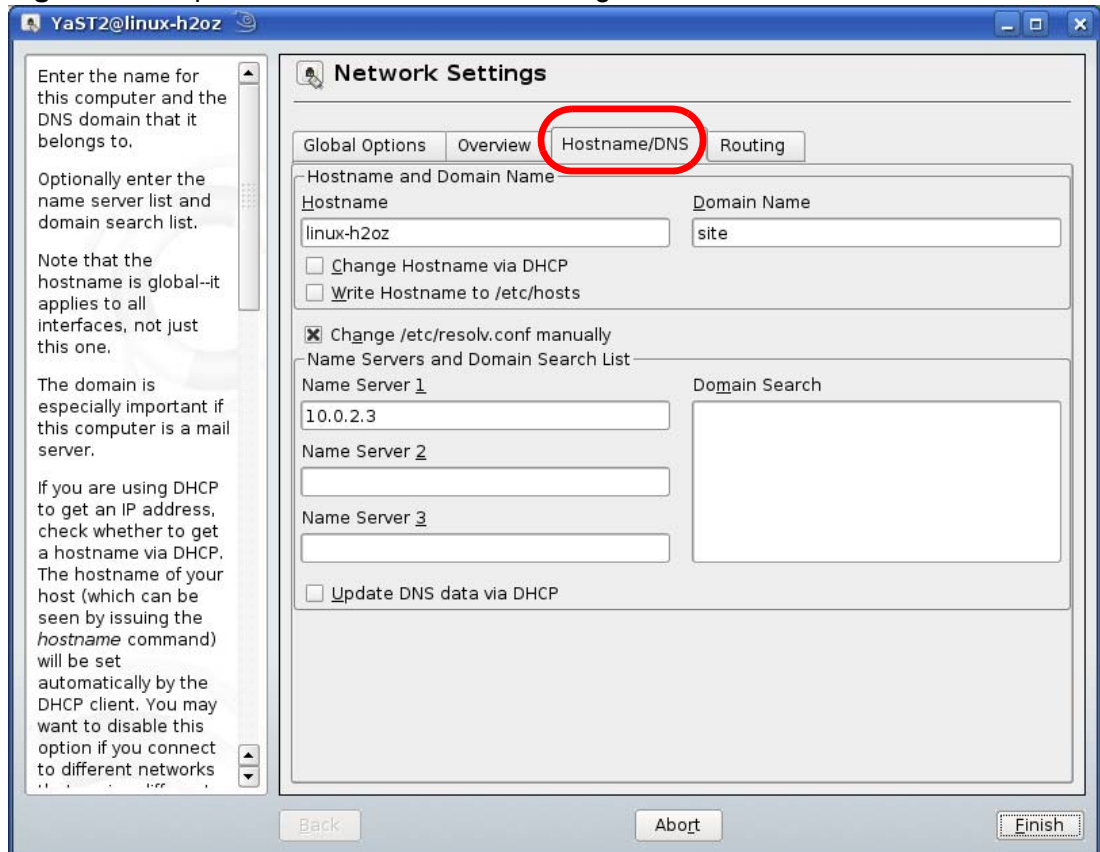 YaST2@linux-h2oz
Enter the name for
this computer and the
DNS domain that it
belongs to.
Optionally enter the
name server list and
domain search list.
Note that the
hostname is global--it
applies to all
interfaces, not just
this one.
The domain is
especially important if
this computer is a mail
server.
If you are using DHCP
to get an IP address,
check whether to get
a hostname via DHCP.
The hostname of your
host (which can be
seen by issuing the
hostname command)
will be set
automatically by the
DHCP client. You may
want to disable this
option if you connect
to different networks
Network Settings
Global Options Overview Hostname/DNS Routing
Hostname and Domain Name
Hostname Domain Name
linux-h2oz site
Change Hostname via DHCP
Write Hostname to /etc/hosts
Change /etc/resolv.conf manually
Name Servers and Domain Search List
Name Server 1 Domain Search
10.0.2.3
Name Server 2
Name Server 3
Update DNS data via DHCP
Back Abort Finish